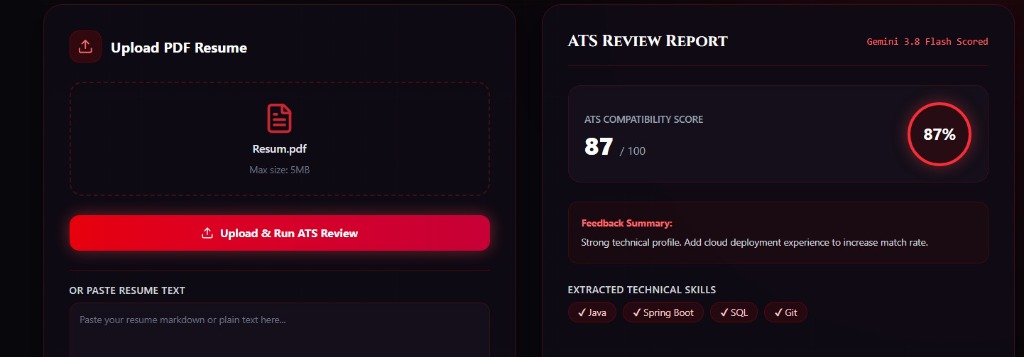 Upload PDF Resume
Resum.pdf
Max size: 5MB
Upload & Run ATS Review
OR PASTE RESUME TEXT
Paste your resume markdown or plain text here...
ATS Review Report
Gemini 3.8 Flash Scored
ATS COMPATIBILITY SCORE
87 / 100
87%
Feedback Summary:
Strong technical profile. Add cloud deployment experience to increase match rate.
EXTRACTED TECHNICAL SKILLS
✓ Java ✓ Spring Boot ✓ SQL ✓ Git